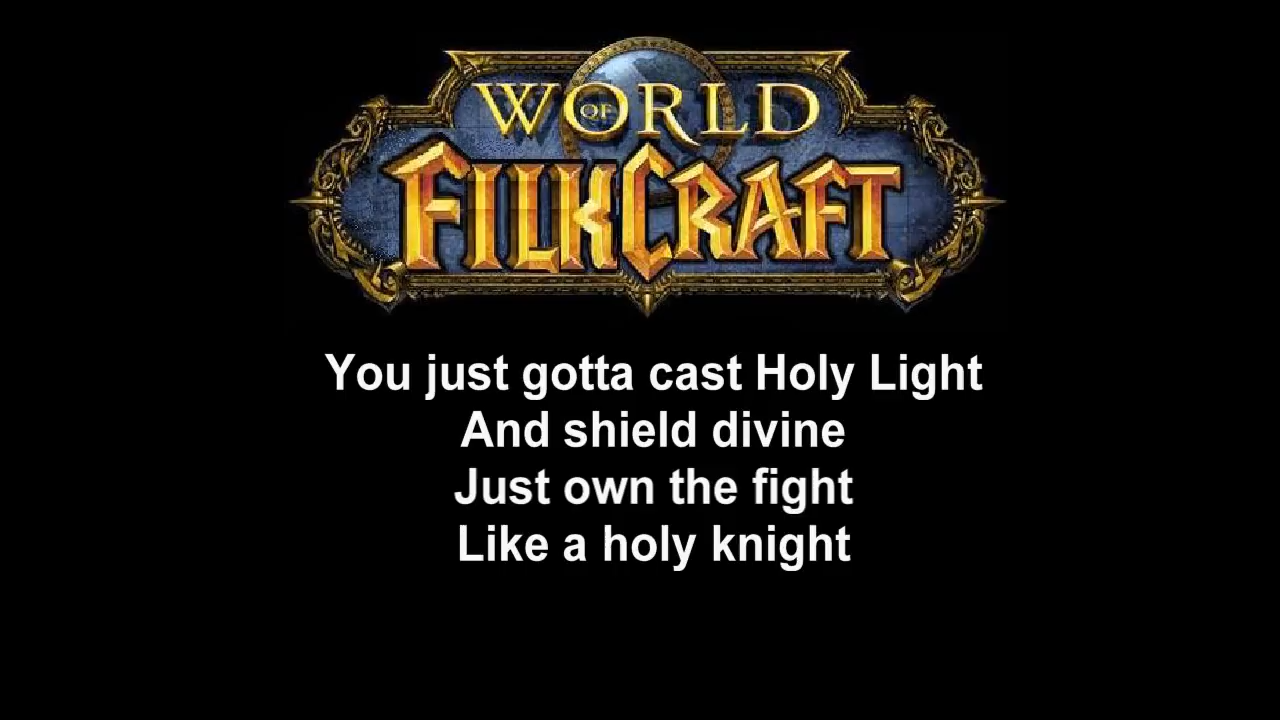 WORLD OF
FILKCRAFT
You just gotta cast Holy Light
And shield divine
Just own the fight
Like a holy knight